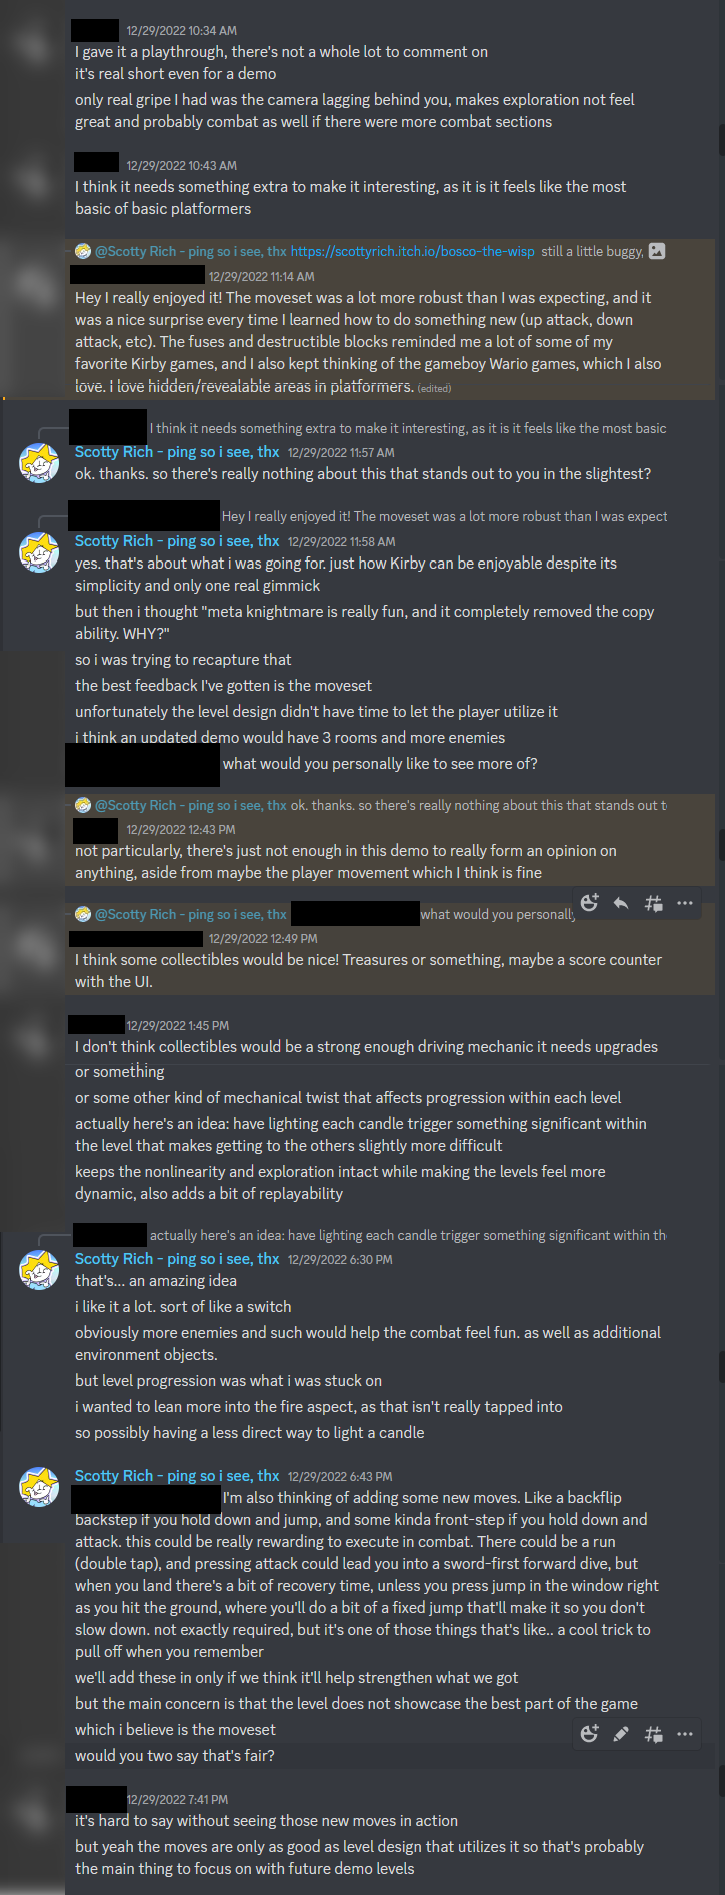 12/29/2022 10:34 AM
I gave it a playthrough, there's not a whole lot to comment on
it's real short even for a demo
only real gripe I had was the camera lagging behind you, makes exploration not feel
great and probably combat as well if there were more combat sections
12/29/2022 10:43 AM
I think it needs something extra to make it interesting, as it is it feels like the most
basic of basic platformers
@Scotty Rich - ping so i see, thx https://scottyrich.itch.io/bosco-the-wisp still a little buggy,
12/29/2022 11:14 AM
Hey I really enjoyed it! The moveset was a lot more robust than I was expecting, and it
was a nice surprise every time I learned how to do something new (up attack, down
attack, etc). The fuses and destructible blocks reminded me a lot of some of my
favorite Kirby games, and I also kept thinking of the gameboy Wario games, which I also
love. I love hidden/revealable areas in platformers. (edited)
I think it needs something extra to make it interesting, as it is it feels like the most basic
Scotty Rich - ping so i see, thx 12/29/2022 11:57 AM
ok. thanks. so there's really nothing about this that stands out to you in the slightest?
Hey I really enjoyed it! The moveset was a lot more robust than I was expect
Scotty Rich - ping so i see, thx 12/29/2022 11:58 AM
yes. that's about what i was going for. just how Kirby can be enjoyable despite its
simplicity and only one real gimmick
but then i thought "meta knightmare is really fun, and it completely removed the copy
ability. WHY?"
so i was trying to recapture that
the best feedback I've gotten is the moveset
unfortunately the level design didn't have time to let the player utilize it
i think an updated demo would have 3 rooms and more enemies
what would you personally like to see more of?
@Scotty Rich - ping so i see, thx ok. thanks. so there's really nothing about this that stands out t
12/29/2022 12:43 PM
not particularly, there's just not enough in this demo to really form an opinion on
anything, aside from maybe the player movement which I think is fine
@Scotty Rich - ping so i see, thx what would you personally
12/29/2022 12:49 PM
I think some collectibles would be nice! Treasures or something, maybe a score counter
with the UI.
12/29/2022 1:45 PM
I don't think collectibles would be a strong enough driving mechanic it needs upgrades
or something
or some other kind of mechanical twist that affects progression within each level
actually here's an idea: have lighting each candle trigger something significant within
the level that makes getting to the others slightly more difficult
keeps the nonlinearity and exploration intact while making the levels feel more
dynamic, also adds a bit of replayability
actually here's an idea: have lighting each candle trigger something significant within th
Scotty Rich - ping so i see, thx 12/29/2022 6:30 PM
that's... an amazing idea
i like it a lot. sort of like a switch
obviously more enemies and such would help the combat feel fun. as well as additional
environment objects.
but level progression was what i was stuck on
i wanted to lean more into the fire aspect, as that isn't really tapped into
so possibly having a less direct way to light a candle
Scotty Rich - ping so i see, thx 12/29/2022 6:43 PM
I'm also thinking of adding some new moves. Like a backflip
backstep if you hold down and jump, and some kinda front-step if you hold down and
attack. this could be really rewarding to execute in combat. There could be a run
(double tap), and pressing attack could lead you into a sword-first forward dive, but
when you land there's a bit of recovery time, unless you press jump in the window right
as you hit the ground, where you'll do a bit of a fixed jump that'll make it so you don't
slow down. not exactly required, but it's one of those things that's like.. a cool trick to
pull off when you remember
we'll add these in only if we think it'll help strengthen what we got
but the main concern is that the level does not showcase the best part of the game
which i believe is the moveset
would you two say that's fair?
12/29/2022 7:41 PM
it's hard to say without seeing those new moves in action
but yeah the moves are only as good as level design that utilizes it so that's probably
the main thing to focus on with future demo levels